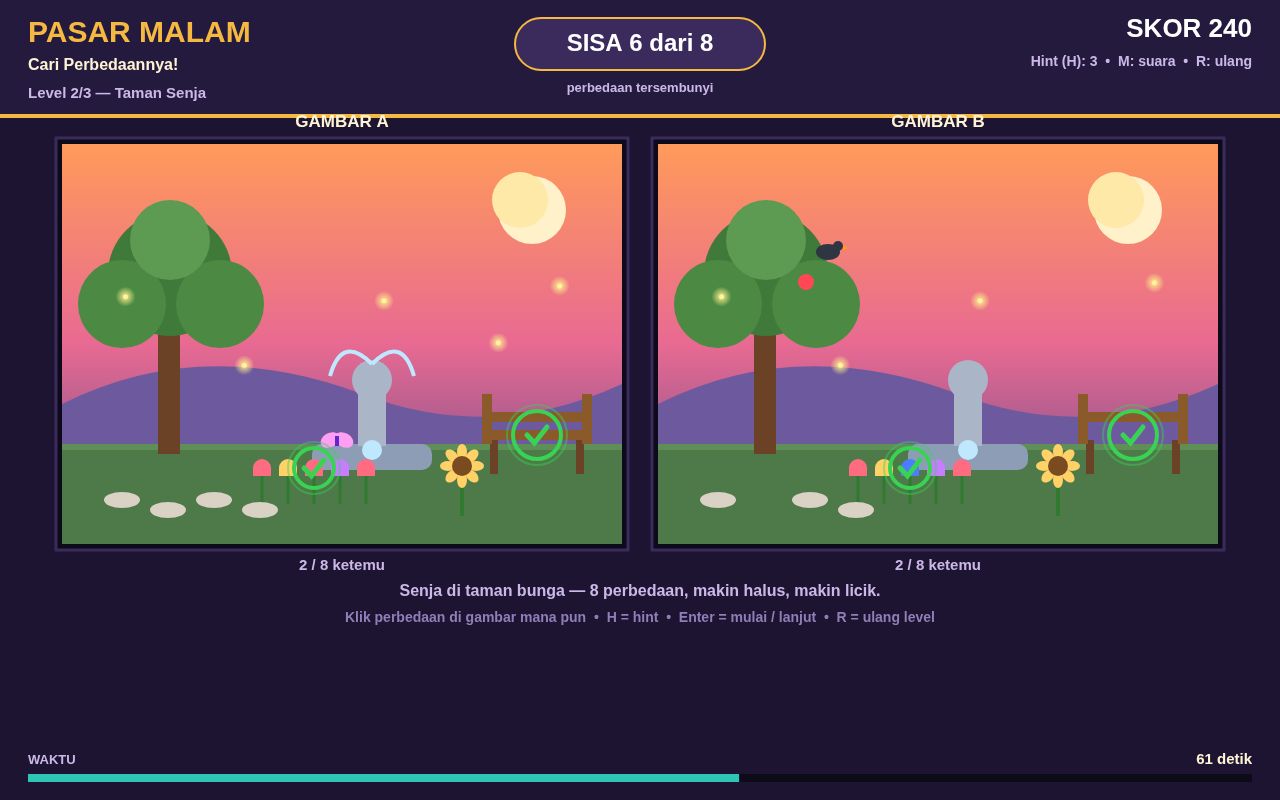 PASAR MALAM
Cari Perbedaannya!
Level 2/3 — Taman Senja
SISA 6 dari 8
perbedaan tersembunyi
SKOR 240
Hint (H): 3 • M: suara • R: ulang
GAMBAR A
GAMBAR B
2 / 8 ketemu
2 / 8 ketemu
Senja di taman bunga — 8 perbedaan, makin halus, makin licik.
Klik perbedaan di gambar mana pun • H = hint • Enter = mulai / lanjut • R = ulang level
WAKTU
61 detik